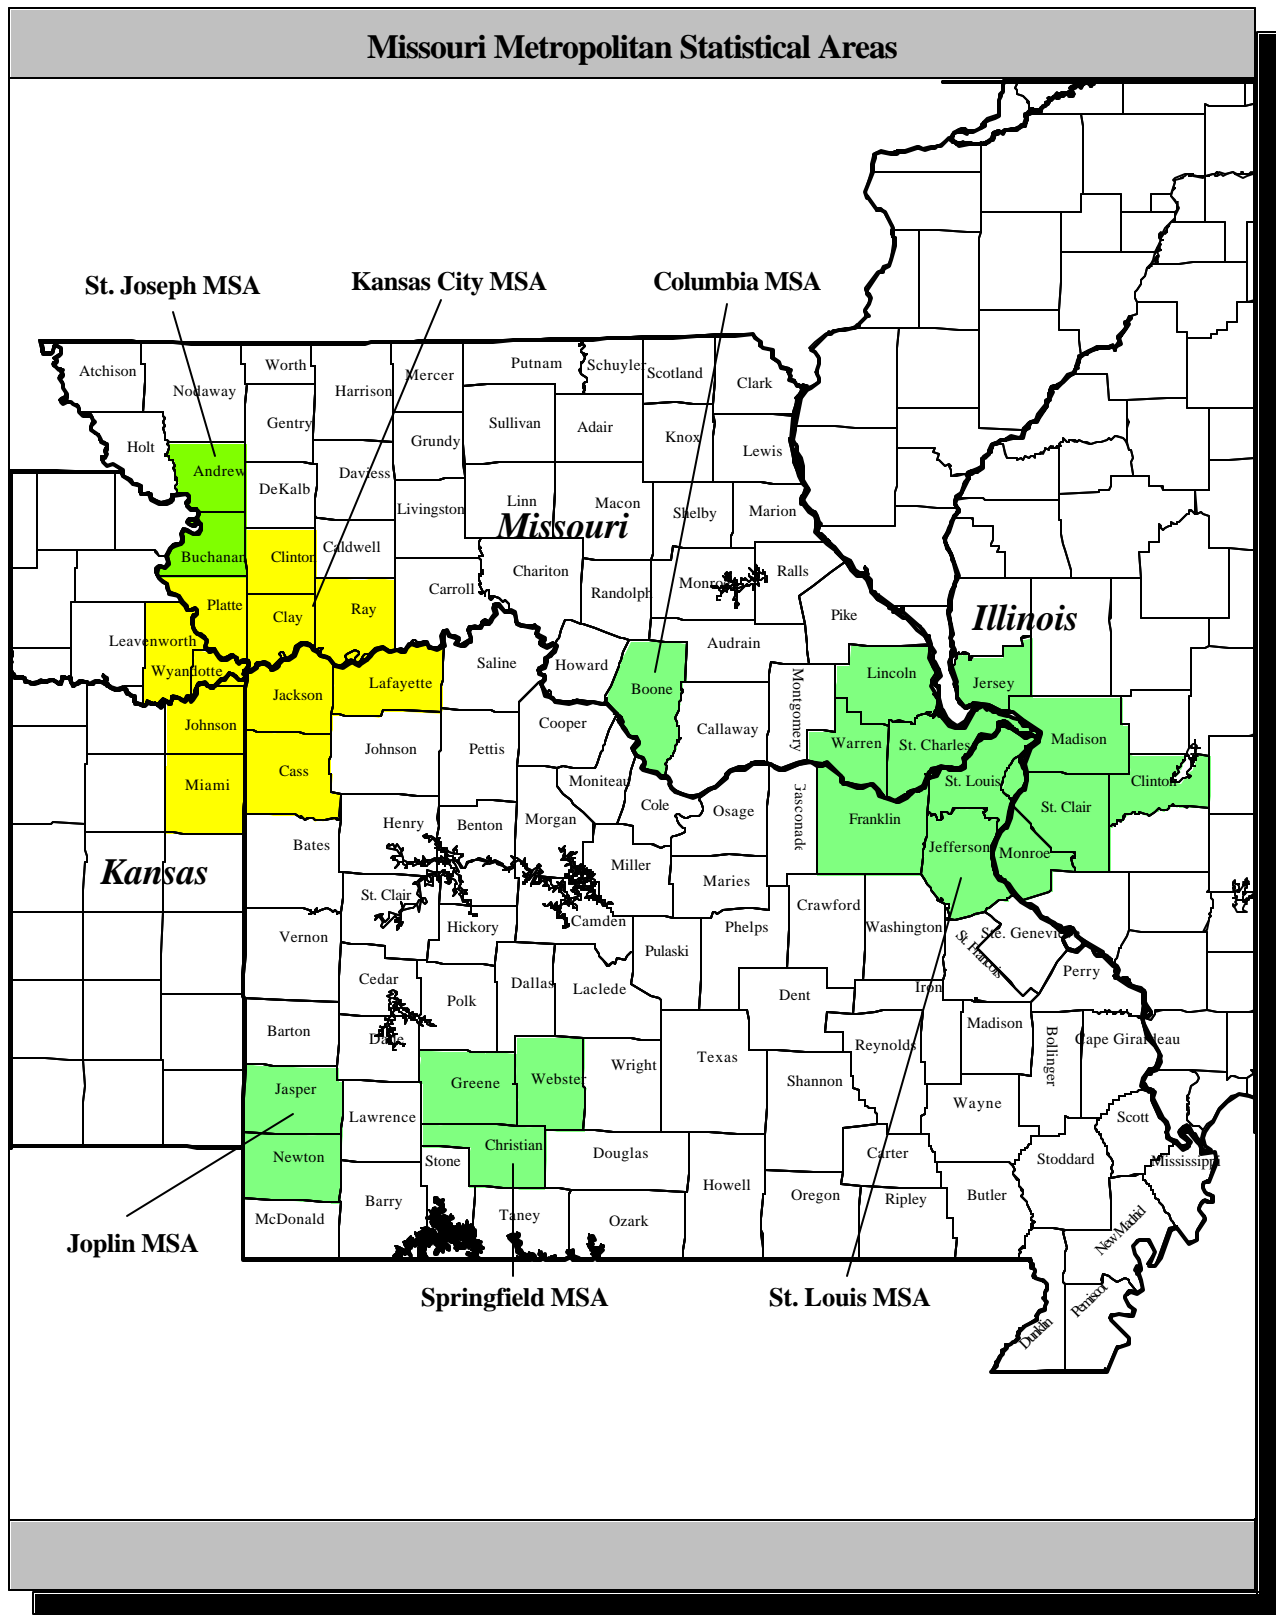 Missouri Metropolitan Statistical Areas
St. Joseph MSA
Kansas City MSA
Columbia MSA
Atchison
Nodaway
Worth
Harrison
Mercer
Putnam
Schuyler
Scotland
Clark
Holt
Gentry
Sullivan
Adair
Knox
Lewis
Grundy
Andrew
DeKalb
Daviess
Livingston
Linn
Macon
Shelby
Marion
Missouri
Buchanan
Clinton
Caldwell
Carroll
Chariton
Randolph
Monroe
Ralls
Platte
Clay
Ray
Pike
Illinois
Leavenworth
Wyandotte
Jackson
Lafayette
Saline
Howard
Boone
Audrain
Montgomery
Lincoln
Jersey
Johnson
Johnson
Pettis
Cooper
Callaway
Warren
St. Charles
Madison
Miami
Cass
Moniteau
Cole
Osage
Gasconade
St. Louis
St. Clair
Clinton
Henry
Benton
Morgan
Franklin
Jefferson
Monroe
Kansas
Bates
Miller
Maries
St. Clair
Hickory
Camden
Crawford
Washington
Phelps
Pulaski
St. Francois
Ste. Genevieve
Perry
Vernon
Cedar
Polk
Dallas
Laclede
Dent
Iron
Barton
Dade
Madison
Bollinger
Cape Girardeau
Reynolds
Texas
Wright
Shannon
Jasper
Greene
Webster
Wayne
Scott
Lawrence
Newton
Christian
Douglas
Stone
Carter
Stoddard
Mississippi
Howell
Oregon
Ripley
Butler
McDonald
Barry
Taney
Ozark
New Madrid
Joplin MSA
Springfield MSA
St. Louis MSA
Pemiscot
Dunklin